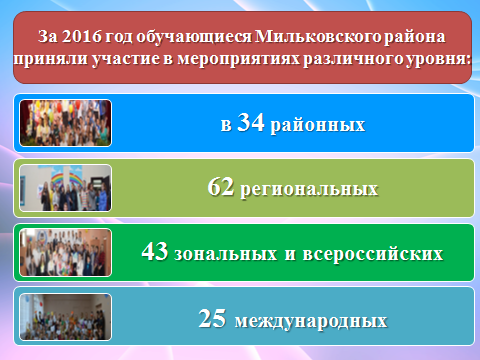 За 2016 год обучающиеся Мильковского района
приняли участие в мероприятиях различного уровня:
в 34 районных
62 региональных
43 зональных и всероссийских
25 международных